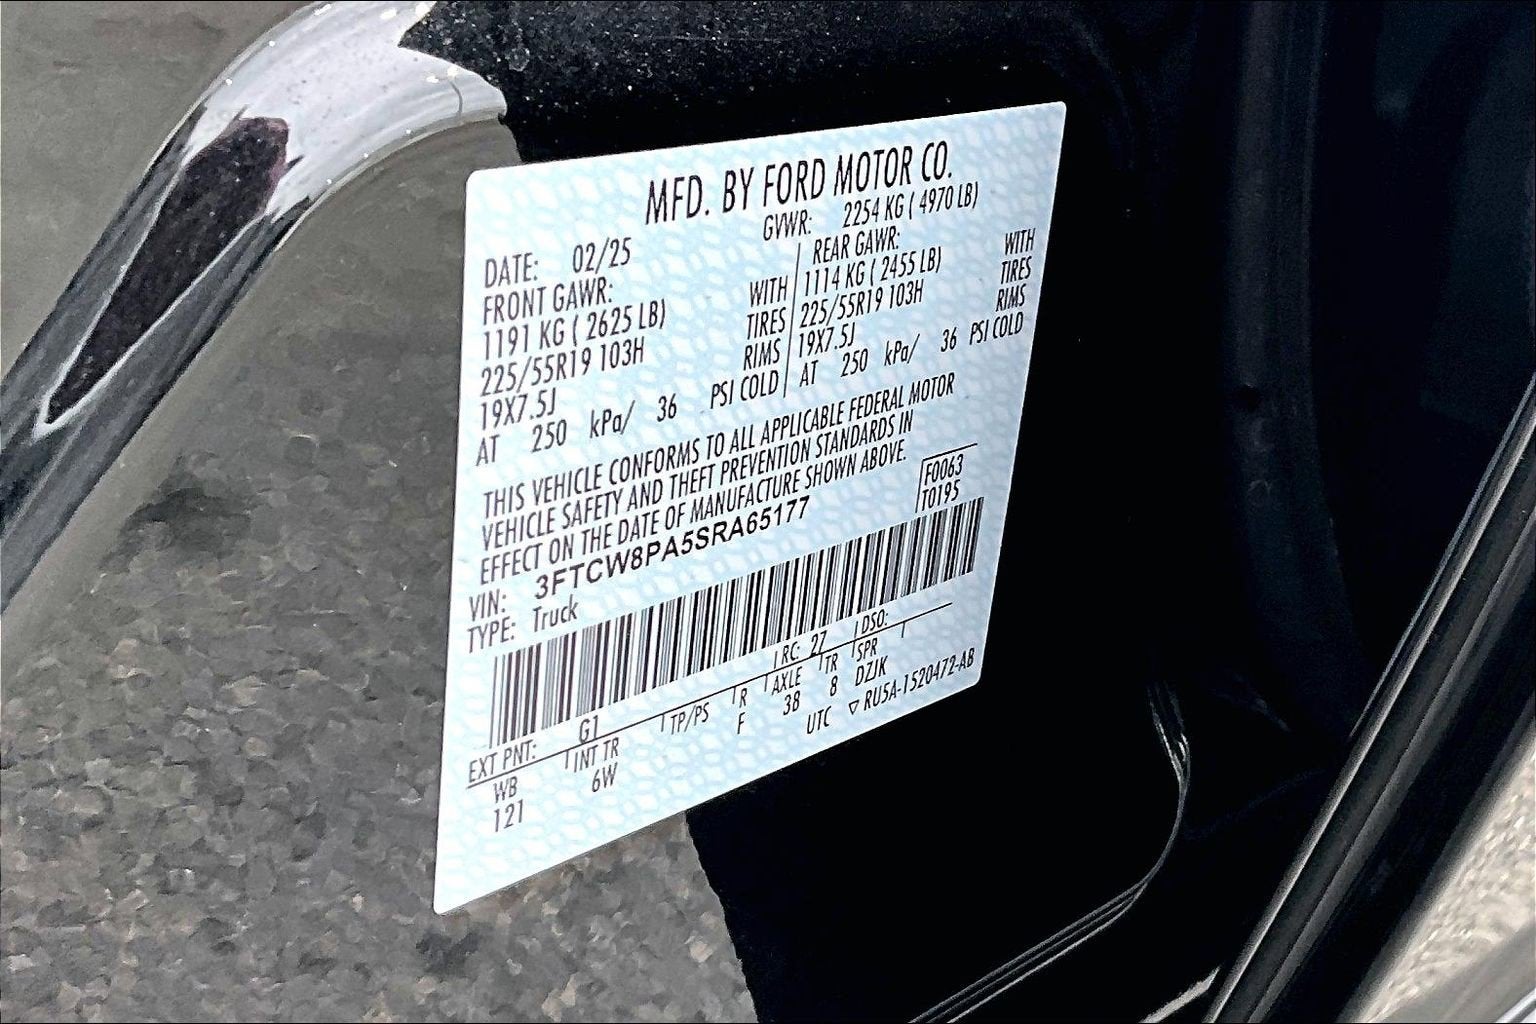 MFD. BY FORD MOTOR CO.
DATE: 02/25 GVWR: 2254 KG ( 4970 LB)
FRONT GAWR: WITH
1191 KG ( 2625 LB) TIRES
225/55R19 103H RIMS
19X7.5J
AT 250 kPa/ 36 PSI COLD
REAR GAWR: WITH
1114 KG ( 2455 LB) TIRES
225/55R19 103H RIMS
19X7.5J
AT 250 kPa/ 36 PSI COLD
THIS VEHICLE CONFORMS TO ALL APPLICABLE FEDERAL MOTOR
VEHICLE SAFETY AND THEFT PREVENTION STANDARDS IN
EFFECT ON THE DATE OF MANUFACTURE SHOWN ABOVE.
F0063
T0195
VIN: 3FTCW8PA5SRA65177
TYPE: Truck
EXT PNT: G1 RC: 27 DSO:
WB INT TR TP/PS R AXLE TR SPR
121 6W F 38 8 DZJK
UTC ▽ RU5A-1520472-AB